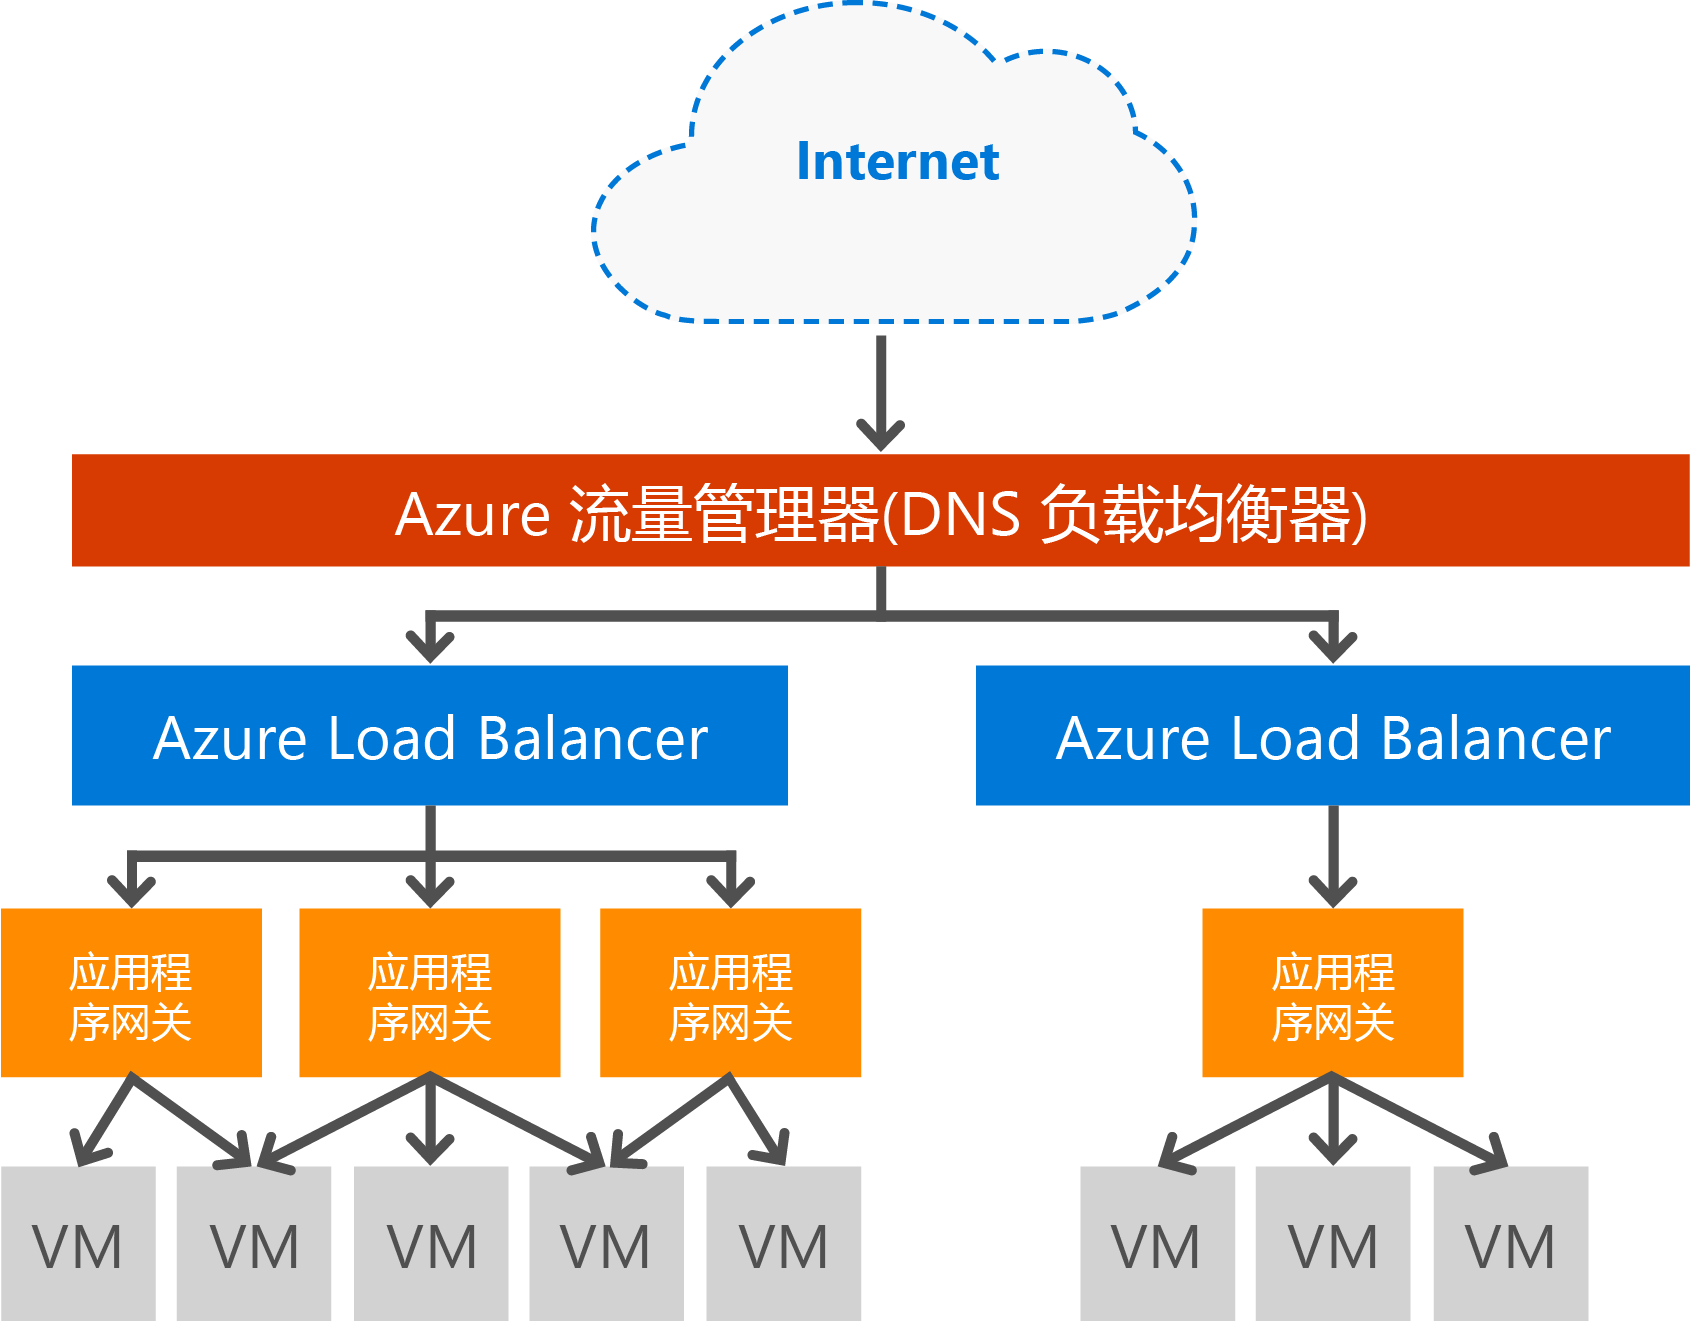 Internet
Azure 流量管理器(DNS 负载均衡器)
Azure Load Balancer
Azure Load Balancer
应用程
序网关
应用程
序网关
应用程
序网关
应用程
序网关
VM
VM
VM
VM
VM
VM
VM
VM